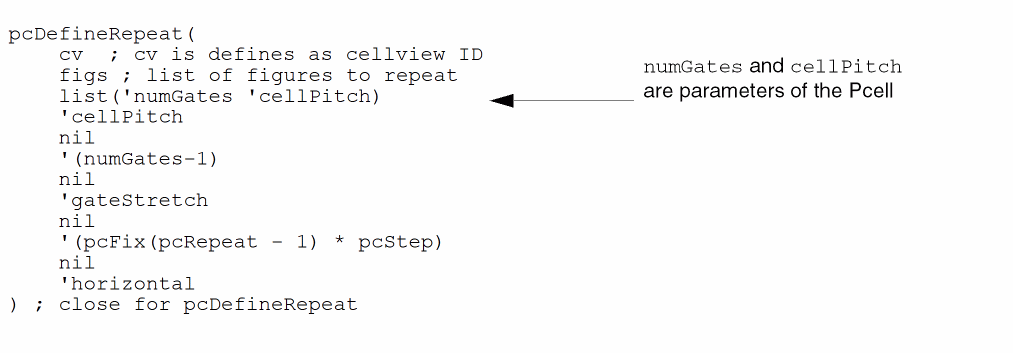 pcDefineRepeat(
cv ; cv is defines as cellview ID
figs ; list of figures to repeat
list('numGates 'cellPitch)
numGates and cellPitch
are parameters of the Pcell
'cellPitch
nil
'(numGates-1)
nil
'gateStretch
nil
'(pcFix(pcRepeat - 1) * pcStep)
nil
'horizontal
) ; close for pcDefineRepeat